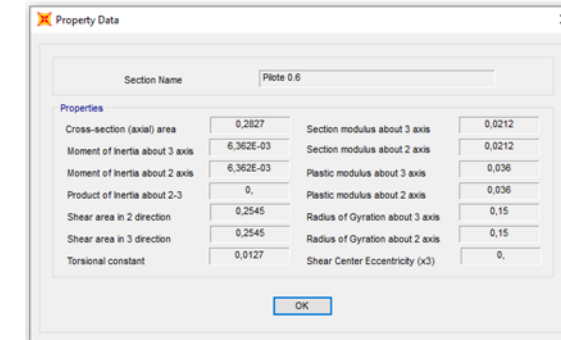 Property Data
Section Name Pilote 0.6
Properties
Cross-section (axial) area 0,2827 Section modulus about 3 axis 0,0212
Moment of Inertia about 3 axis 6,362E-03 Section modulus about 2 axis 0,0212
Moment of Inertia about 2 axis 6,362E-03 Plastic modulus about 3 axis 0,036
Product of Inertia about 2-3 0, Plastic modulus about 2 axis 0,036
Shear area in 2 direction 0,2545 Radius of Gyration about 3 axis 0,15
Shear area in 3 direction 0,2545 Radius of Gyration about 2 axis 0,15
Torsional constant 0,0127 Shear Center Eccentricity (x3) 0,
OK